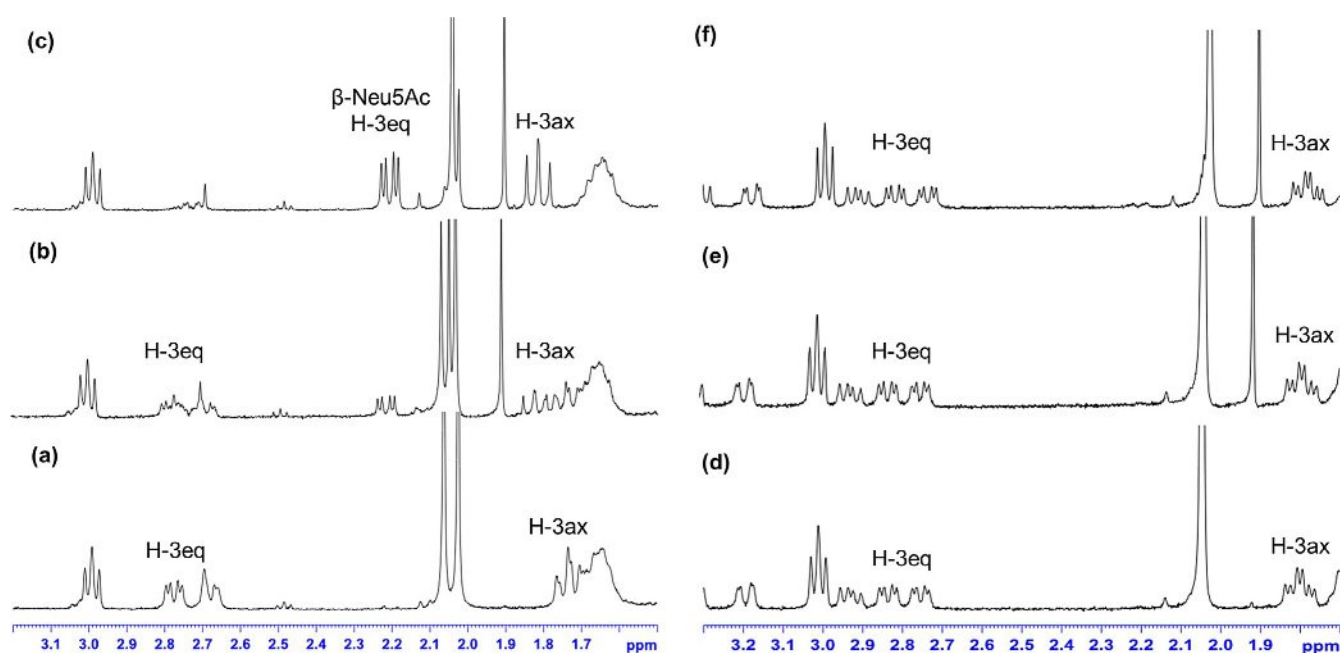 (c)
β-Neu5Ac
H-3eq
H-3ax
(b)
H-3eq
H-3ax
(a)
H-3eq
H-3ax
3.1 3.0 2.9 2.8 2.7 2.6 2.5 2.4 2.3 2.2 2.1 2.0 1.9 1.8 1.7 ppm
(f)
H-3eq
H-3ax
(e)
H-3eq
H-3ax
(d)
H-3eq
H-3ax
3.2 3.1 3.0 2.9 2.8 2.7 2.6 2.5 2.4 2.3 2.2 2.1 2.0 1.9 ppm